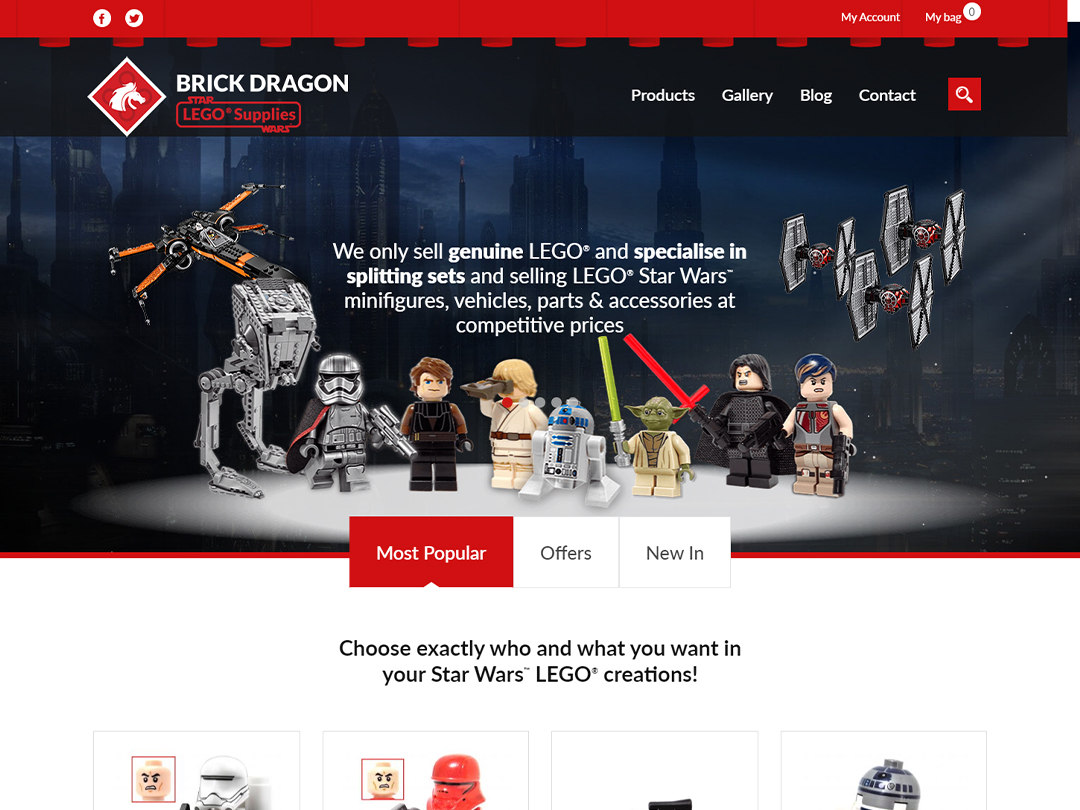 My Account
My bag
0
BRICK DRAGON
STAR
LEGO® Supplies
WARS
Products
Gallery
Blog
Contact
We only sell genuine LEGO® and specialise in
splitting sets and selling LEGO® Star Wars™
minifigures, vehicles, parts & accessories at
competitive prices
Most Popular
Offers
New In
Choose exactly who and what you want in
your Star Wars™ LEGO® creations!